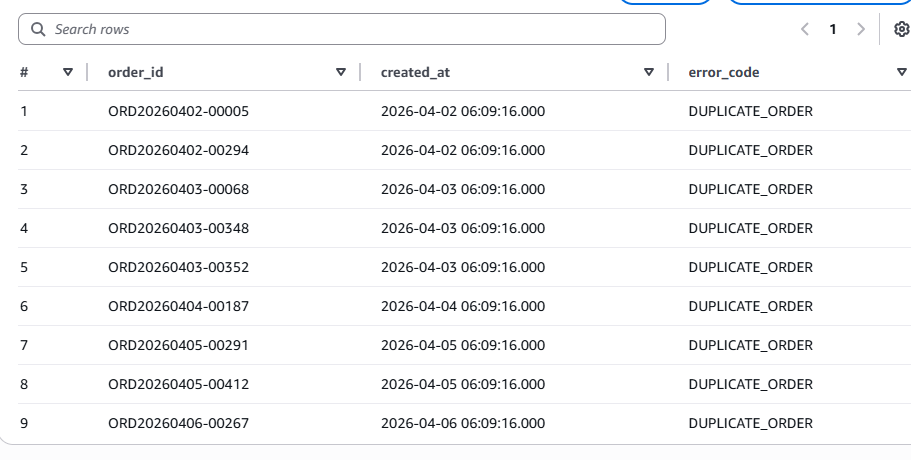 Search rows
1
# order_id created_at error_code
1 ORD20260402-00005 2026-04-02 06:09:16.000 DUPLICATE_ORDER
2 ORD20260402-00294 2026-04-02 06:09:16.000 DUPLICATE_ORDER
3 ORD20260403-00068 2026-04-03 06:09:16.000 DUPLICATE_ORDER
4 ORD20260403-00348 2026-04-03 06:09:16.000 DUPLICATE_ORDER
5 ORD20260403-00352 2026-04-03 06:09:16.000 DUPLICATE_ORDER
6 ORD20260404-00187 2026-04-04 06:09:16.000 DUPLICATE_ORDER
7 ORD20260405-00291 2026-04-05 06:09:16.000 DUPLICATE_ORDER
8 ORD20260405-00412 2026-04-05 06:09:16.000 DUPLICATE_ORDER
9 ORD20260406-00267 2026-04-06 06:09:16.000 DUPLICATE_ORDER